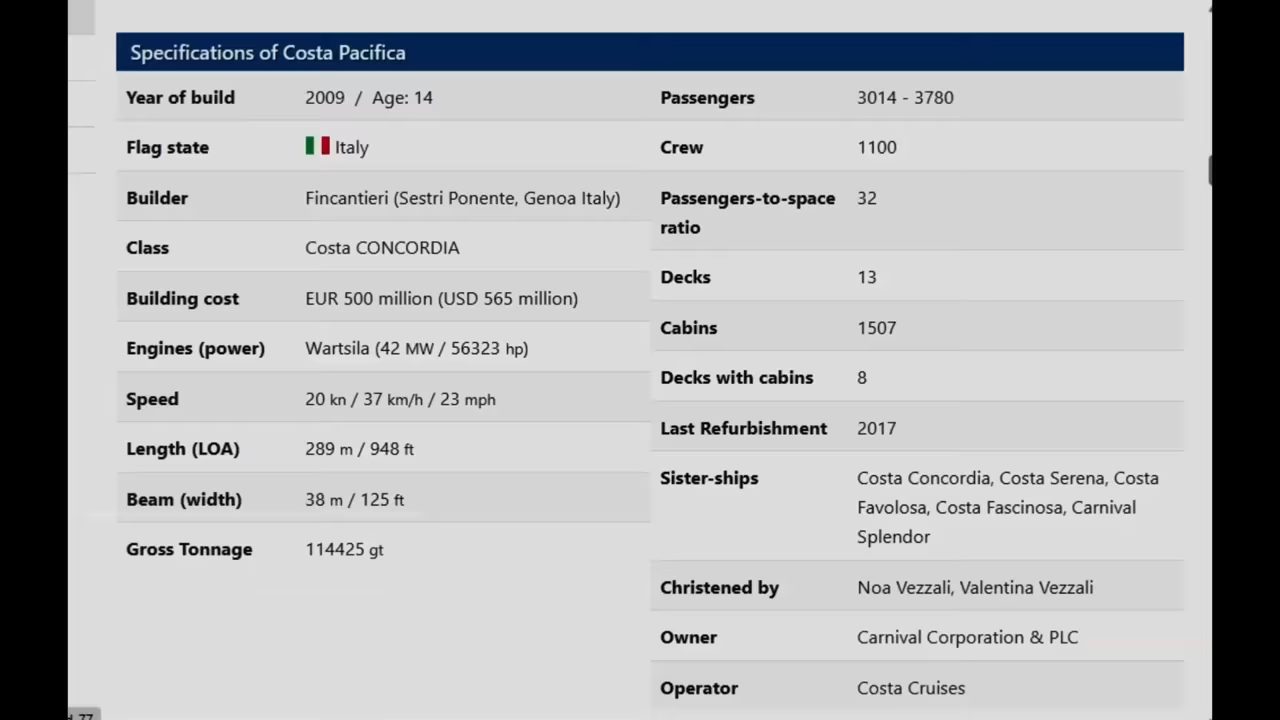 Specifications of Costa Pacifica
Year of build 2009 / Age: 14
Flag state Italy
Builder Fincantieri (Sestri Ponente, Genoa Italy)
Class Costa CONCORDIA
Building cost EUR 500 million (USD 565 million)
Engines (power) Wartsila (42 MW / 56323 hp)
Speed 20 kn / 37 km/h / 23 mph
Length (LOA) 289 m / 948 ft
Beam (width) 38 m / 125 ft
Gross Tonnage 114425 gt
Passengers 3014 - 3780
Crew 1100
Passengers-to-space 32
ratio
Decks 13
Cabins 1507
Decks with cabins 8
Last Refurbishment 2017
Sister-ships Costa Concordia, Costa Serena, Costa
Favolosa, Costa Fascinosa, Carnival
Splendor
Christened by Noa Vezzali, Valentina Vezzali
Owner Carnival Corporation & PLC
Operator Costa Cruises